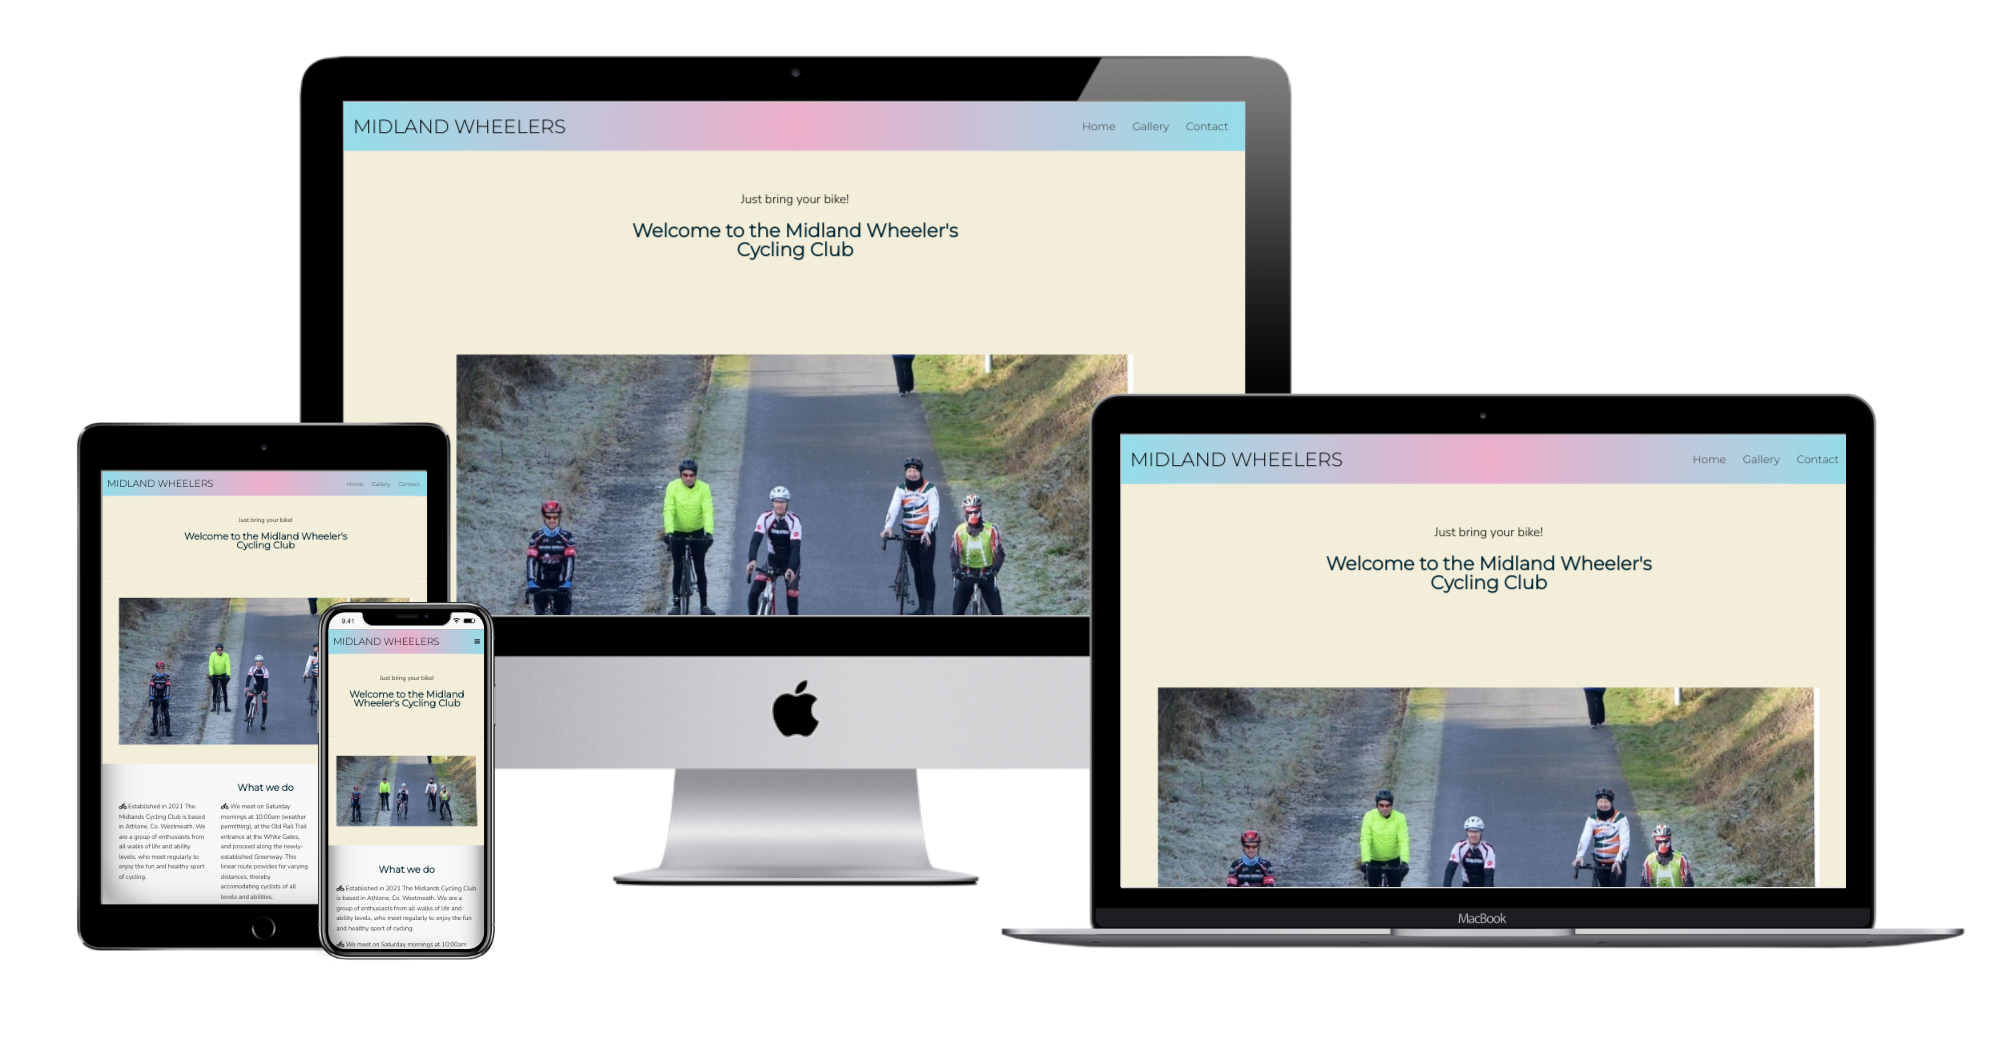 MIDLAND WHEELERS
Home Gallery Contact
Just bring your bike!
Welcome to the Midland Wheeler's
Cycling Club
MIDLAND WHEELERS
Home Gallery Contact
Just bring your bike!
Welcome to the Midland Wheeler's
Cycling Club
What we do
Established in 2021 The
Midlands Cycling Club is based
in Athlone, Co. Westmeath. We
are a group of enthusiasts from
all walks of life and ability
levels, who meet regularly to
enjoy the fun and healthy sport
of cycling.
We meet on Saturday
mornings at 10:00am (weather
permitting), at the Old Rail Trail
entrance at the White Gates,
and proceed along the newly-
established Greenway. This
linear route provides for varying
distances, thereby
accomodating cyclists of all
levels and abilities.
9.41
MIDLAND WHEELERS
Just bring your bike!
Welcome to the Midland
Wheeler's Cycling Club
What we do
Established in 2021 The Midlands Cycling Club
is based in Athlone, Co. Westmeath. We are a
group of enthusiasts from all walks of life and
ability levels, who meet regularly to enjoy the fun
and healthy sport of cycling.
We meet on Saturday mornings at 10:00am
MIDLAND WHEELERS
Home Gallery Contact
Just bring your bike!
Welcome to the Midland Wheeler's
Cycling Club
MacBook